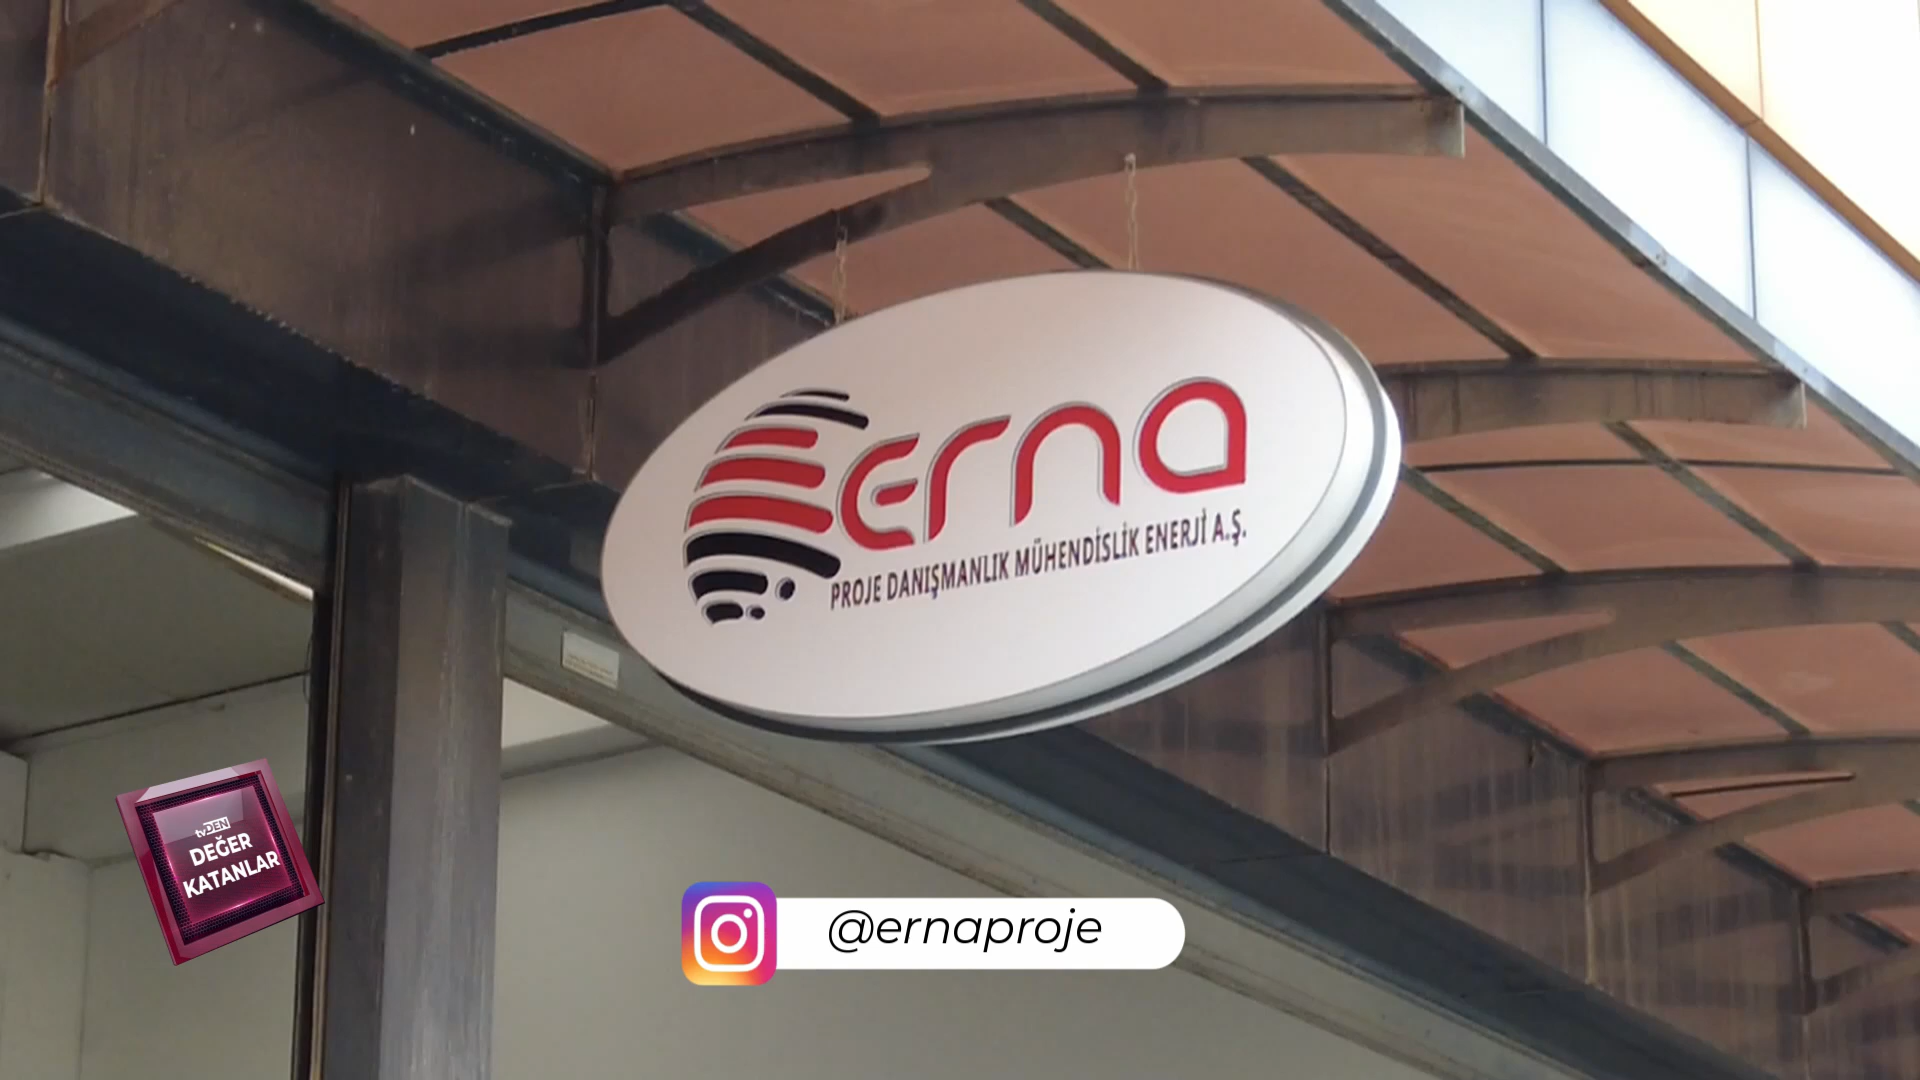 erna
PROJE DANIŞMANLIK MÜHENDİSLİK ENERJİ A.Ş.
tvDEN
DEĞER
KATANLAR
@ernaproje